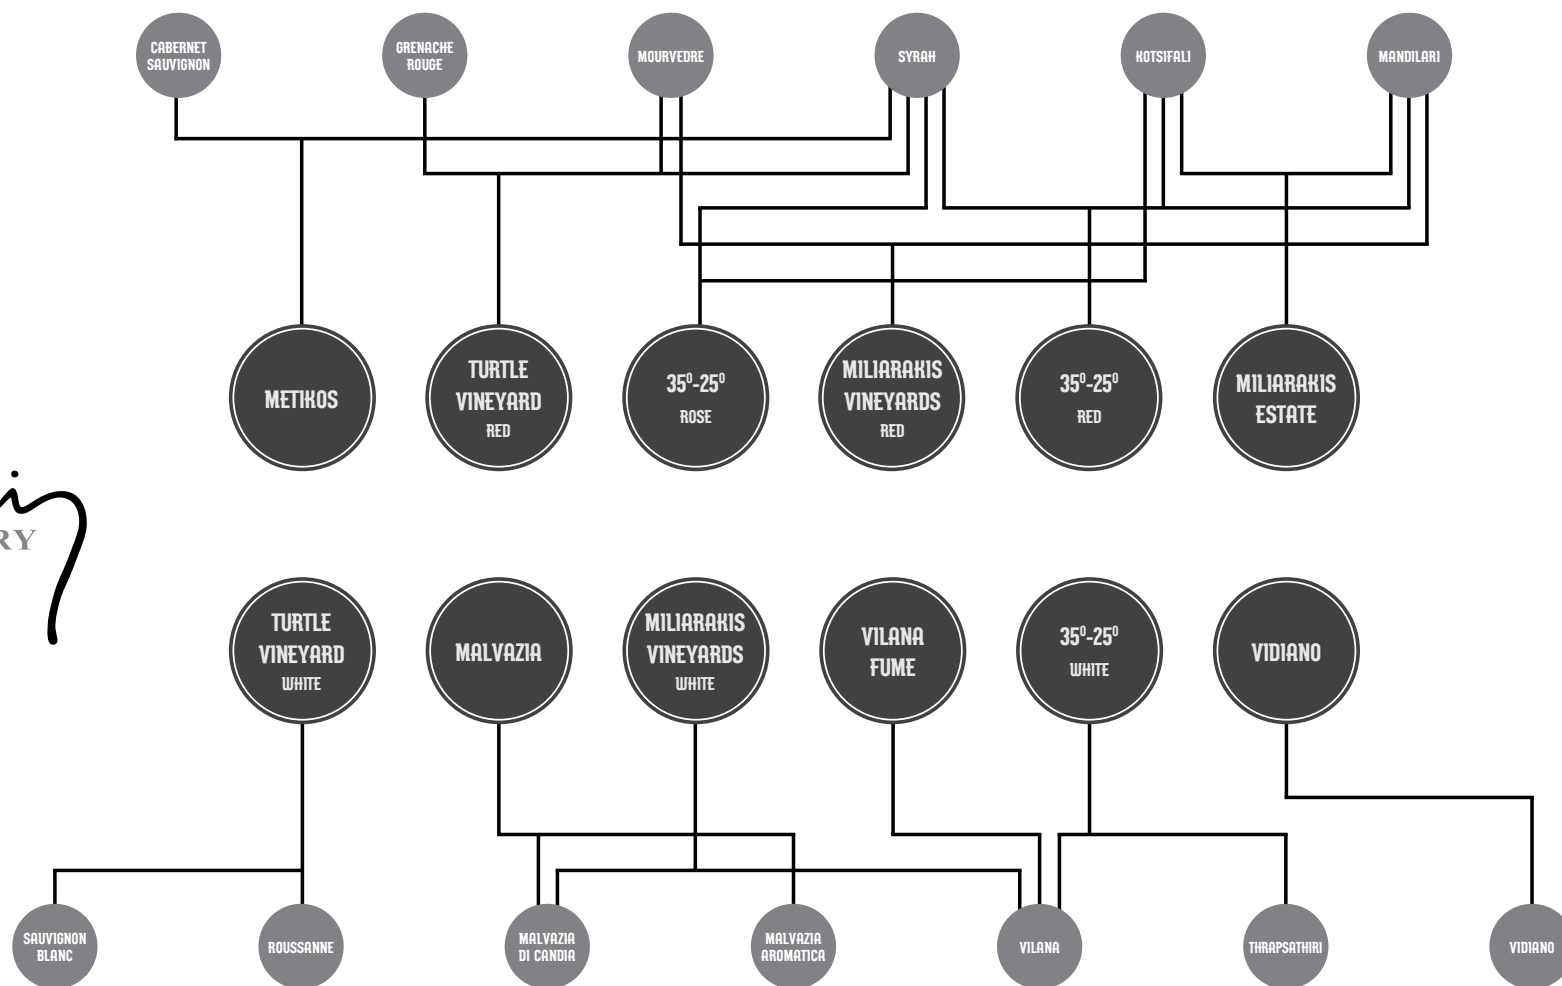 CABERNET
SAUVIGNON
GRENACHE
ROUGE
MOURVEDRE
SYRAH
KOTSIFALI
MANDILARI
METIKOS
TURTLE
VINEYARD
RED
35⁰-25⁰
ROSE
MILIARAKIS
VINEYARDS
RED
35⁰-25⁰
RED
MILIARAKIS
ESTATE
RY
TURTLE
VINEYARD
WHITE
MALVAZIA
MILIARAKIS
VINEYARDS
WHITE
VILANA
FUME
35⁰-25⁰
WHITE
VIDIANO
SAUVIGNON
BLANC
ROUSSANNE
MALVAZIA
DI CANDIA
MALVAZIA
AROMATICA
VILANA
THRAPSATHIRI
VIDIANO